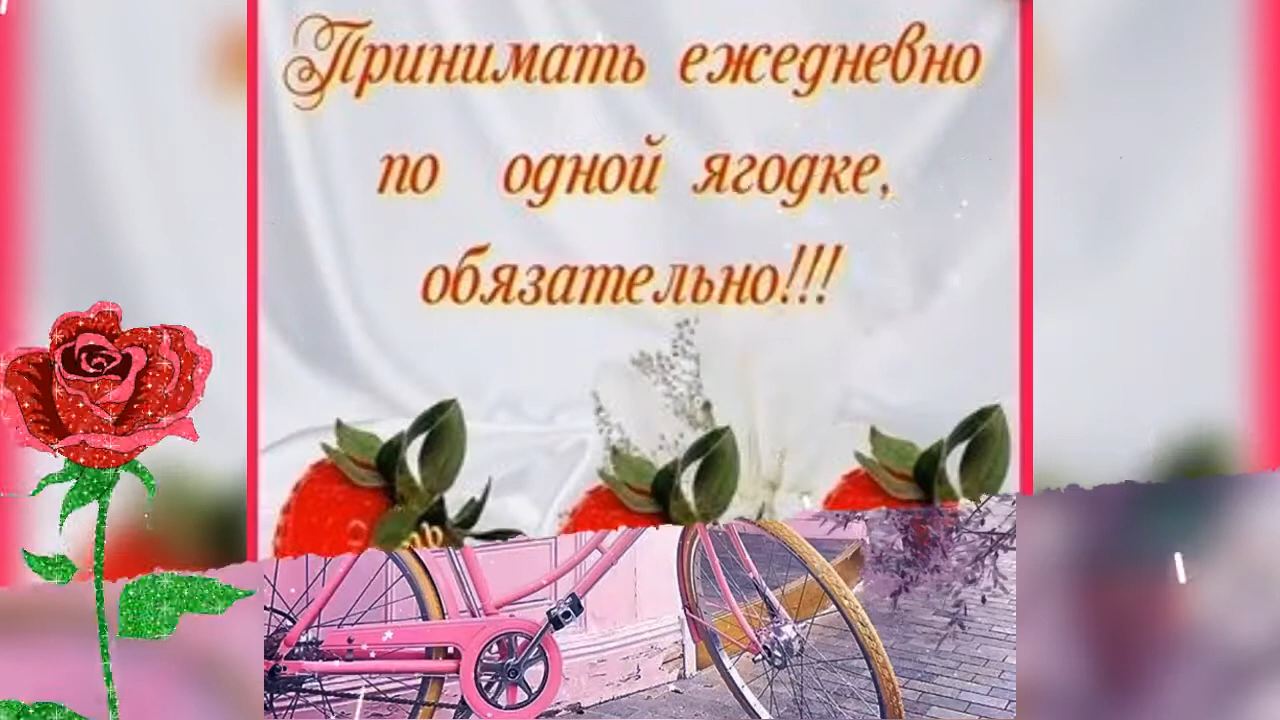 Принимать ежедневно
по одной ягодке,
обязательно!!!